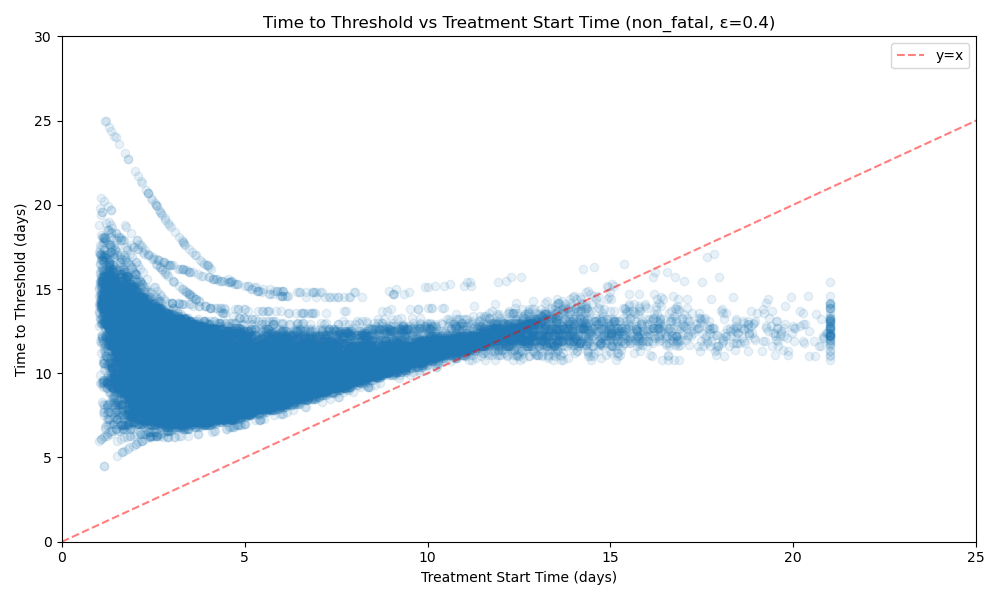 Time to Threshold vs Treatment Start Time (non_fatal, ε=0.4)
y=x
Time to Threshold (days)
30
25
20
15
10
5
0
0 5 10 15 20 25
Treatment Start Time (days)